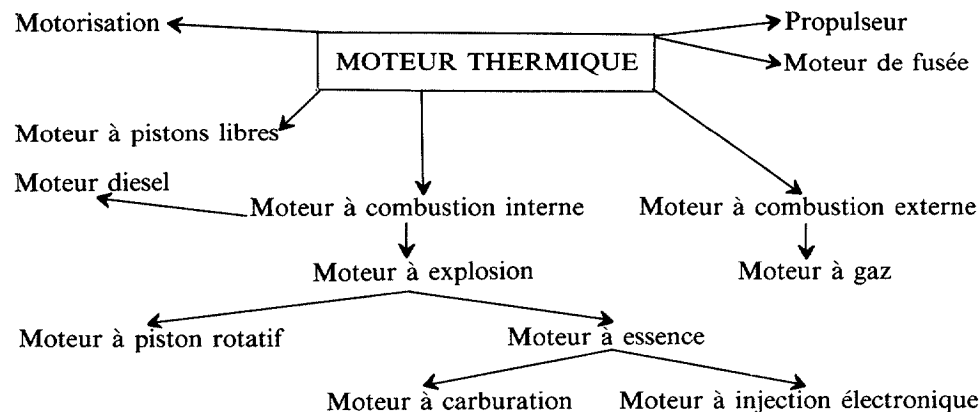 Motorisation
Propulseur
MOTEUR THERMIQUE
Moteur de fusée
Moteur à pistons libres
Moteur diesel
Moteur à combustion interne
Moteur à combustion externe
Moteur à explosion
Moteur à gaz
Moteur à piston rotatif
Moteur à essence
Moteur à carburation
Moteur à injection électronique